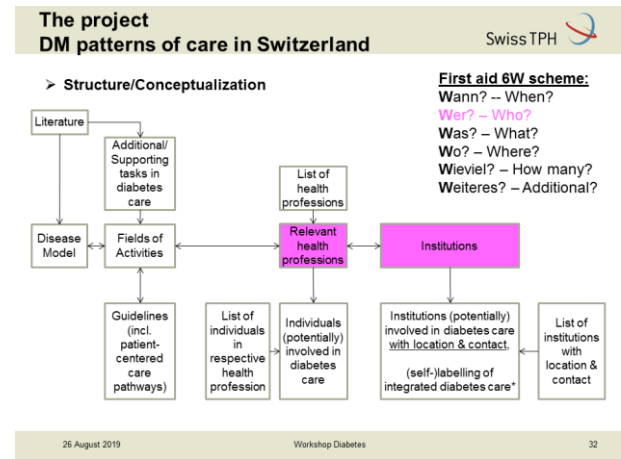 The project
DM patterns of care in Switzerland
Swiss TPH
➢ Structure/Conceptualization
First aid 6W scheme:
Wann? -- When?
Wer? – Who?
Was? – What?
Wo? – Where?
Wieviel? – How many?
Weiteres? – Additional?
Literature
Additional/
Supporting
tasks in
diabetes
care
List of
health
professions
Disease
Model
Fields of
Activities
Relevant
health
professions
Institutions
Guidelines
(incl.
patient-
centered
care
pathways)
List of
individuals
in
respective
health
profession
Individuals
(potentially)
involved in
diabetes
care
Institutions (potentially)
involved in diabetes care
with location & contact,
(self-)labelling of
integrated diabetes care*
List of
institutions
with
location &
contact
26 August 2019
Workshop Diabetes
32